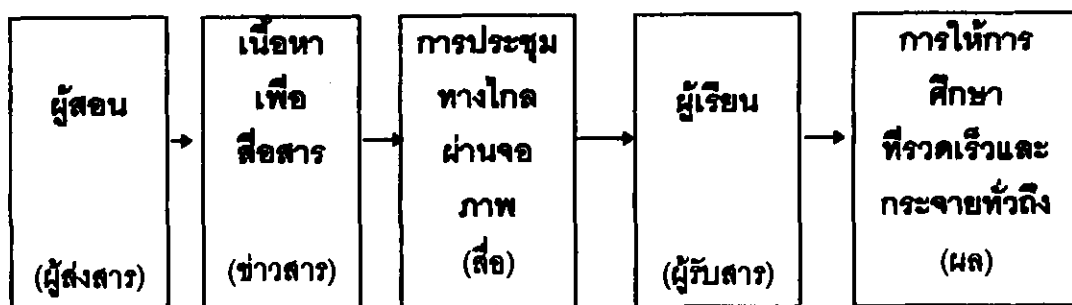 ผู้สอน
(ผู้ส่งสาร)
เนื้อหา
เพื่อ
สื่อสาร
(ข่าวสาร)
การประชุม
ทางไกล
ผ่านจอ
ภาพ
(สื่อ)
ผู้เรียน
(ผู้รับสาร)
การให้การ
ศึกษา
ที่รวดเร็วและ
กระจายทั่วถึง
(ผล)